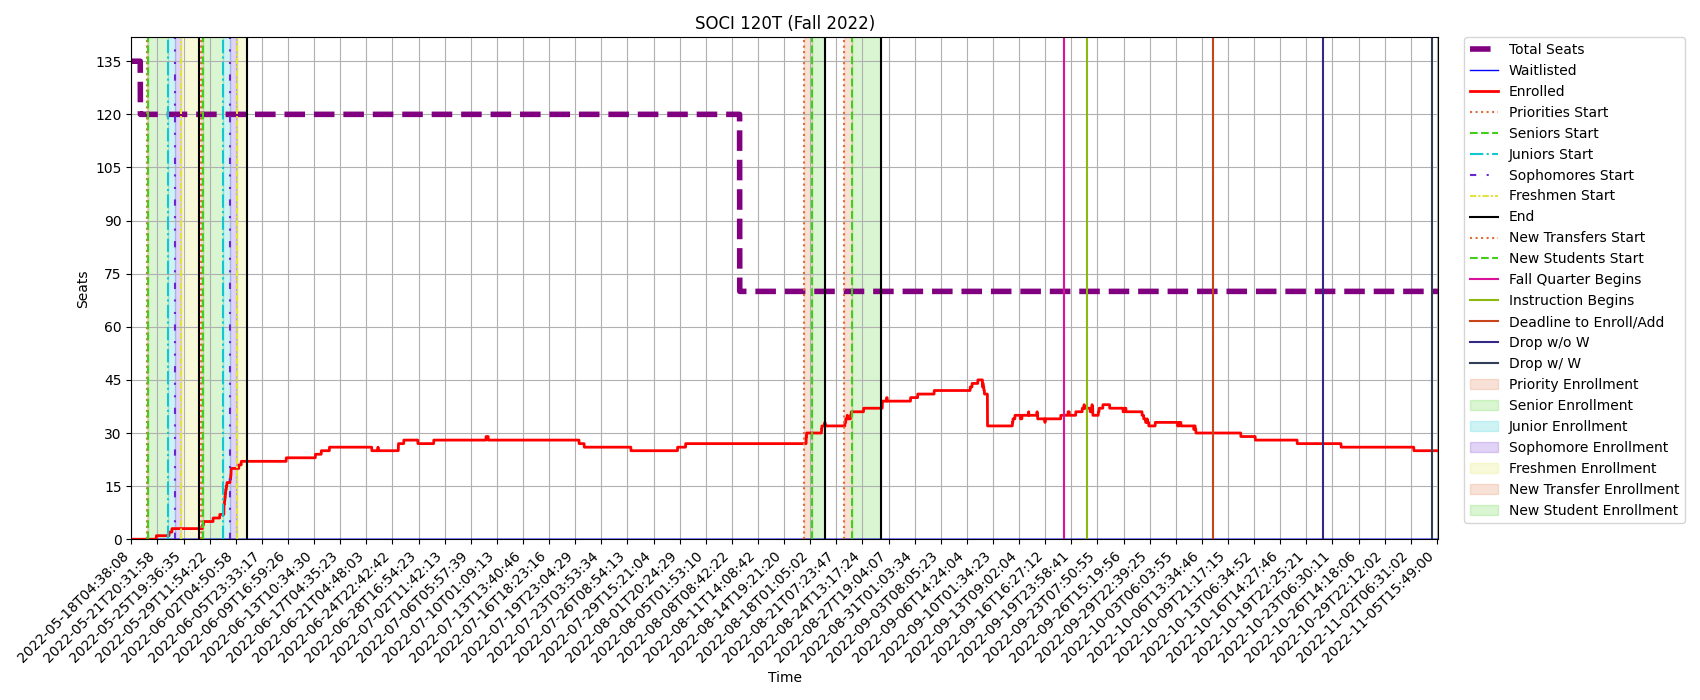 SOCI 120T (Fall 2022)
Seats
135
120
105
90
75
60
45
30
15
0
2022-05-18T04:38:08
2022-05-21T20:31:58
2022-05-25T19:36:35
2022-05-29T11:54:22
2022-06-02T04:50:58
2022-06-05T23:33:17
2022-06-09T16:59:26
2022-06-13T10:34:30
2022-06-17T04:35:23
2022-06-21T04:48:03
2022-06-24T22:42:42
2022-06-28T16:54:23
2022-07-02T11:42:13
2022-07-06T05:57:39
2022-07-10T01:09:13
2022-07-13T13:40:46
2022-07-16T18:23:16
2022-07-19T23:04:29
2022-07-23T03:53:34
2022-07-26T08:54:13
2022-07-29T15:21:04
2022-08-01T20:24:29
2022-08-05T01:53:10
2022-08-08T08:42:22
2022-08-11T14:08:42
2022-08-14T19:21:20
2022-08-18T01:05:02
2022-08-21T07:23:47
2022-08-24T13:17:24
2022-08-27T19:04:07
2022-08-31T01:03:34
2022-09-03T08:05:23
2022-09-06T14:24:04
2022-09-10T01:34:23
2022-09-13T09:02:04
2022-09-16T16:27:12
2022-09-19T23:58:41
2022-09-23T07:50:55
2022-09-26T15:19:56
2022-09-29T22:39:25
2022-10-03T06:03:55
2022-10-06T13:34:46
2022-10-09T21:17:15
2022-10-13T06:34:52
2022-10-16T14:27:46
2022-10-19T22:25:21
2022-10-23T06:30:11
2022-10-26T14:18:06
2022-10-29T22:12:02
2022-11-02T06:31:02
2022-11-05T15:49:00
Time
Total Seats
Waitlisted
Enrolled
Priorities Start
Seniors Start
Juniors Start
Sophomores Start
Freshmen Start
End
New Transfers Start
New Students Start
Fall Quarter Begins
Instruction Begins
Deadline to Enroll/Add
Drop w/o W
Drop w/ W
Priority Enrollment
Senior Enrollment
Junior Enrollment
Sophomore Enrollment
Freshmen Enrollment
New Transfer Enrollment
New Student Enrollment